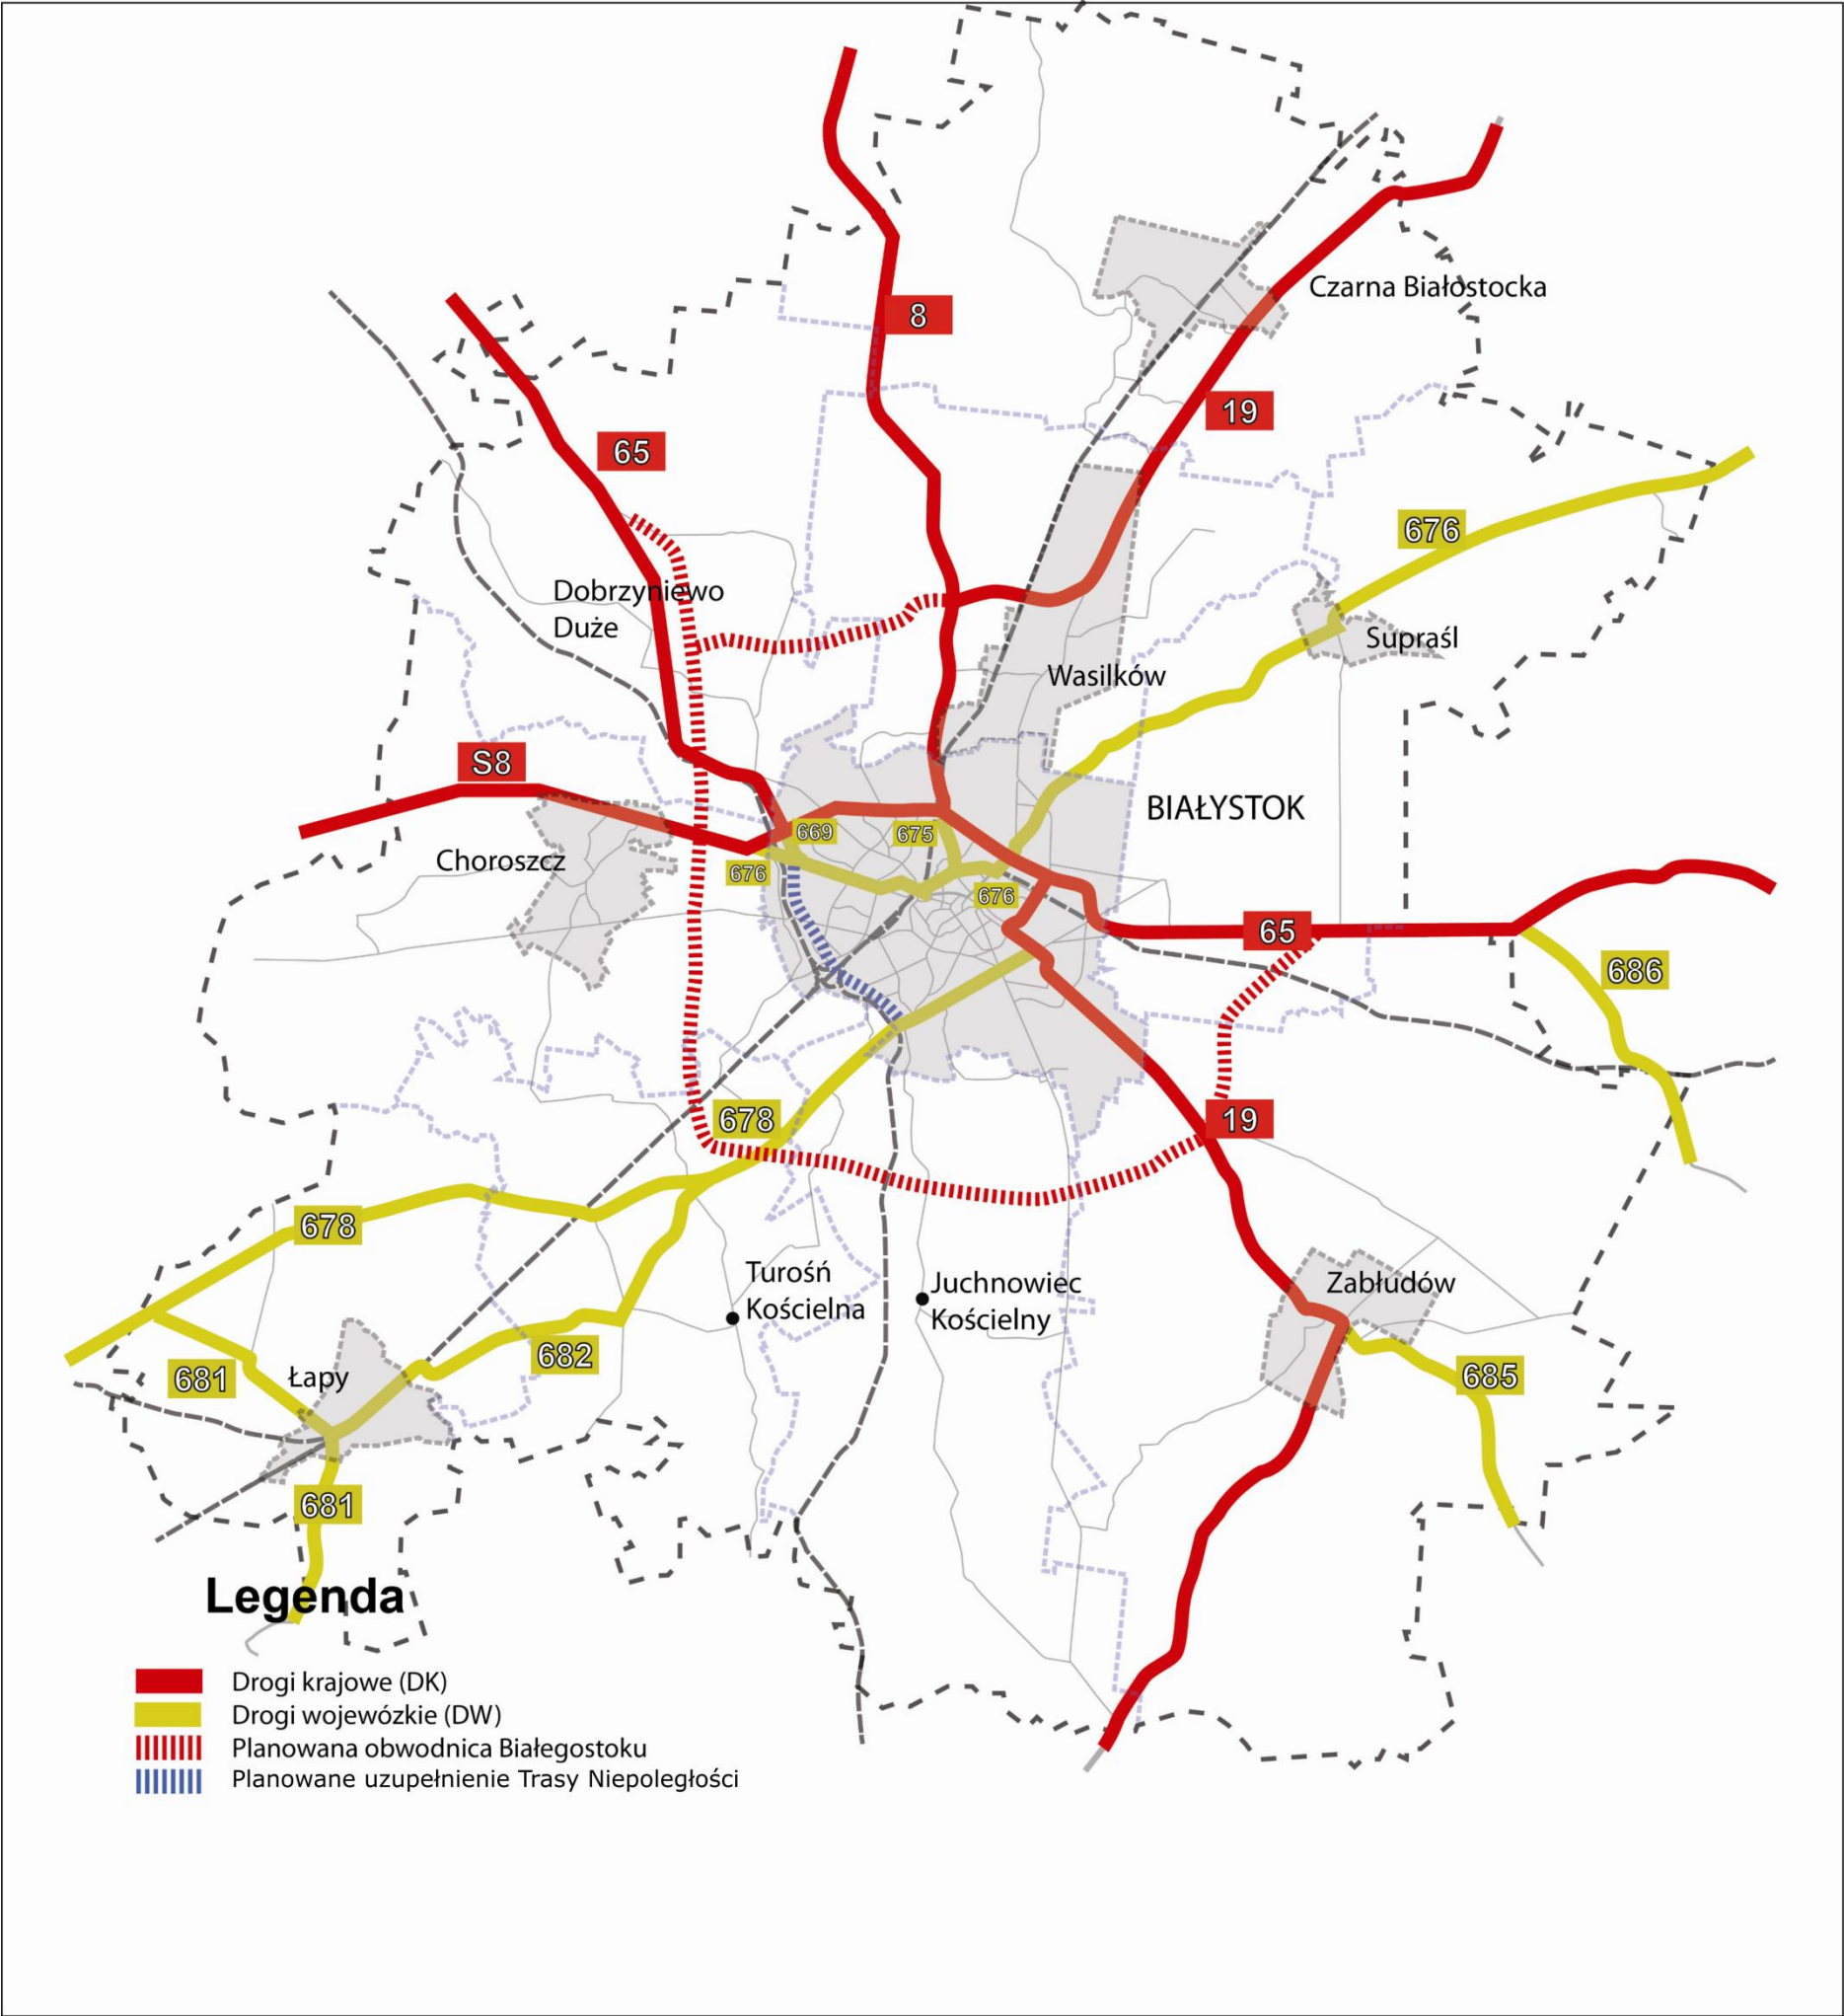 8
Czarna Białostocka
19
65
676
Dobrzyniewo
Duże
Supraśl
Wasilków
S8
BIAŁYSTOK
669
675
Choroszcz
676
676
65
686
678
19
678
Turośń
Kościelna
Juchnowiec
Kościelny
Zabłudów
682
681
Łapy
685
681
Legenda
Drogi krajowe (DK)
Drogi wojewózkie (DW)
Planowana obwodnica Białegostoku
Planowane uzupełnienie Trasy Niepoległości